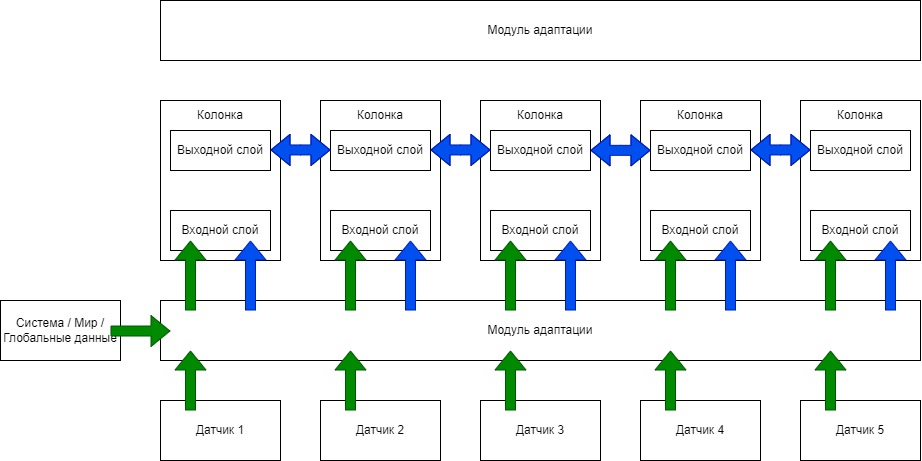 Модуль адаптации
Колонка
Колонка
Колонка
Колонка
Колонка
Выходной слой
Выходной слой
Выходной слой
Выходной слой
Выходной слой
Входной слой
Входной слой
Входной слой
Входной слой
Входной слой
Система / Мир /
Глобальные данные
Модуль адаптации
Датчик 1
Датчик 2
Датчик 3
Датчик 4
Датчик 5